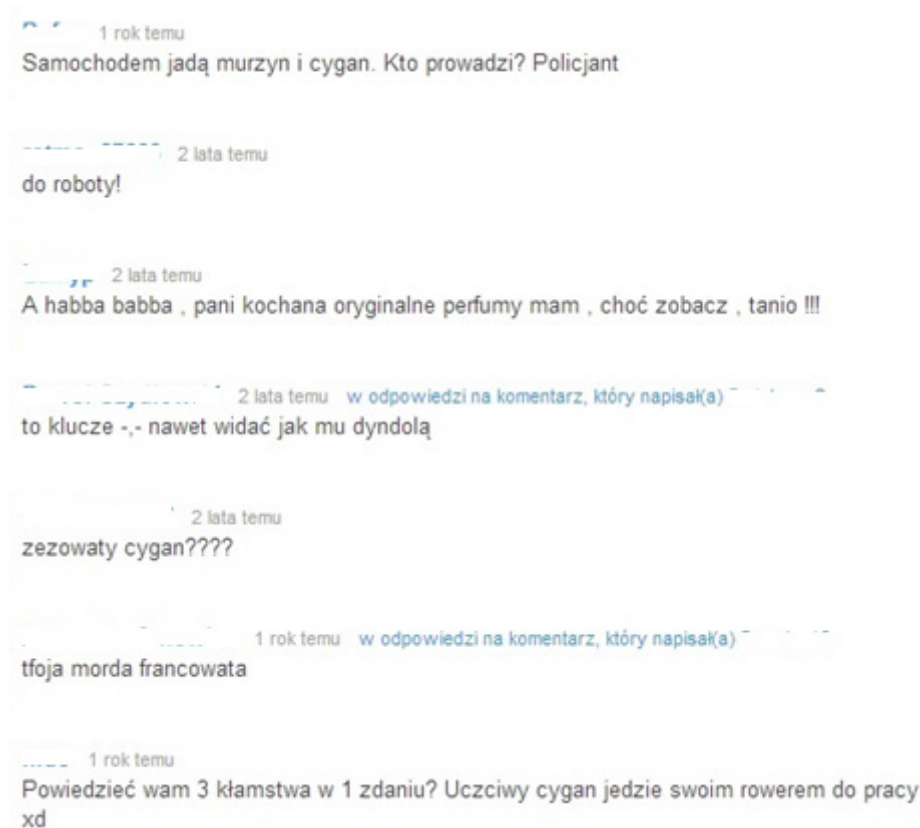 1 rok temu
Samochodem jadą murzyn i cygan. Kto prowadzi? Policjant
2 lata temu
do roboty!
2 lata temu
A habba babba , pani kochana oryginalne perfumy mam , choć zobacz , tanio !!!
2 lata temu w odpowiedzi na komentarz, który napisał(a)
to klucze -,- nawet widać jak mu dyndolą
2 lata temu
zezowaty cygan????
1 rok temu w odpowiedzi na komentarz, który napisał(a)
tfoja morda francowata
1 rok temu
Powiedzieć wam 3 kłamstwa w 1 zdaniu? Uczciwy cygan jedzie swoim rowerem do pracy
xd